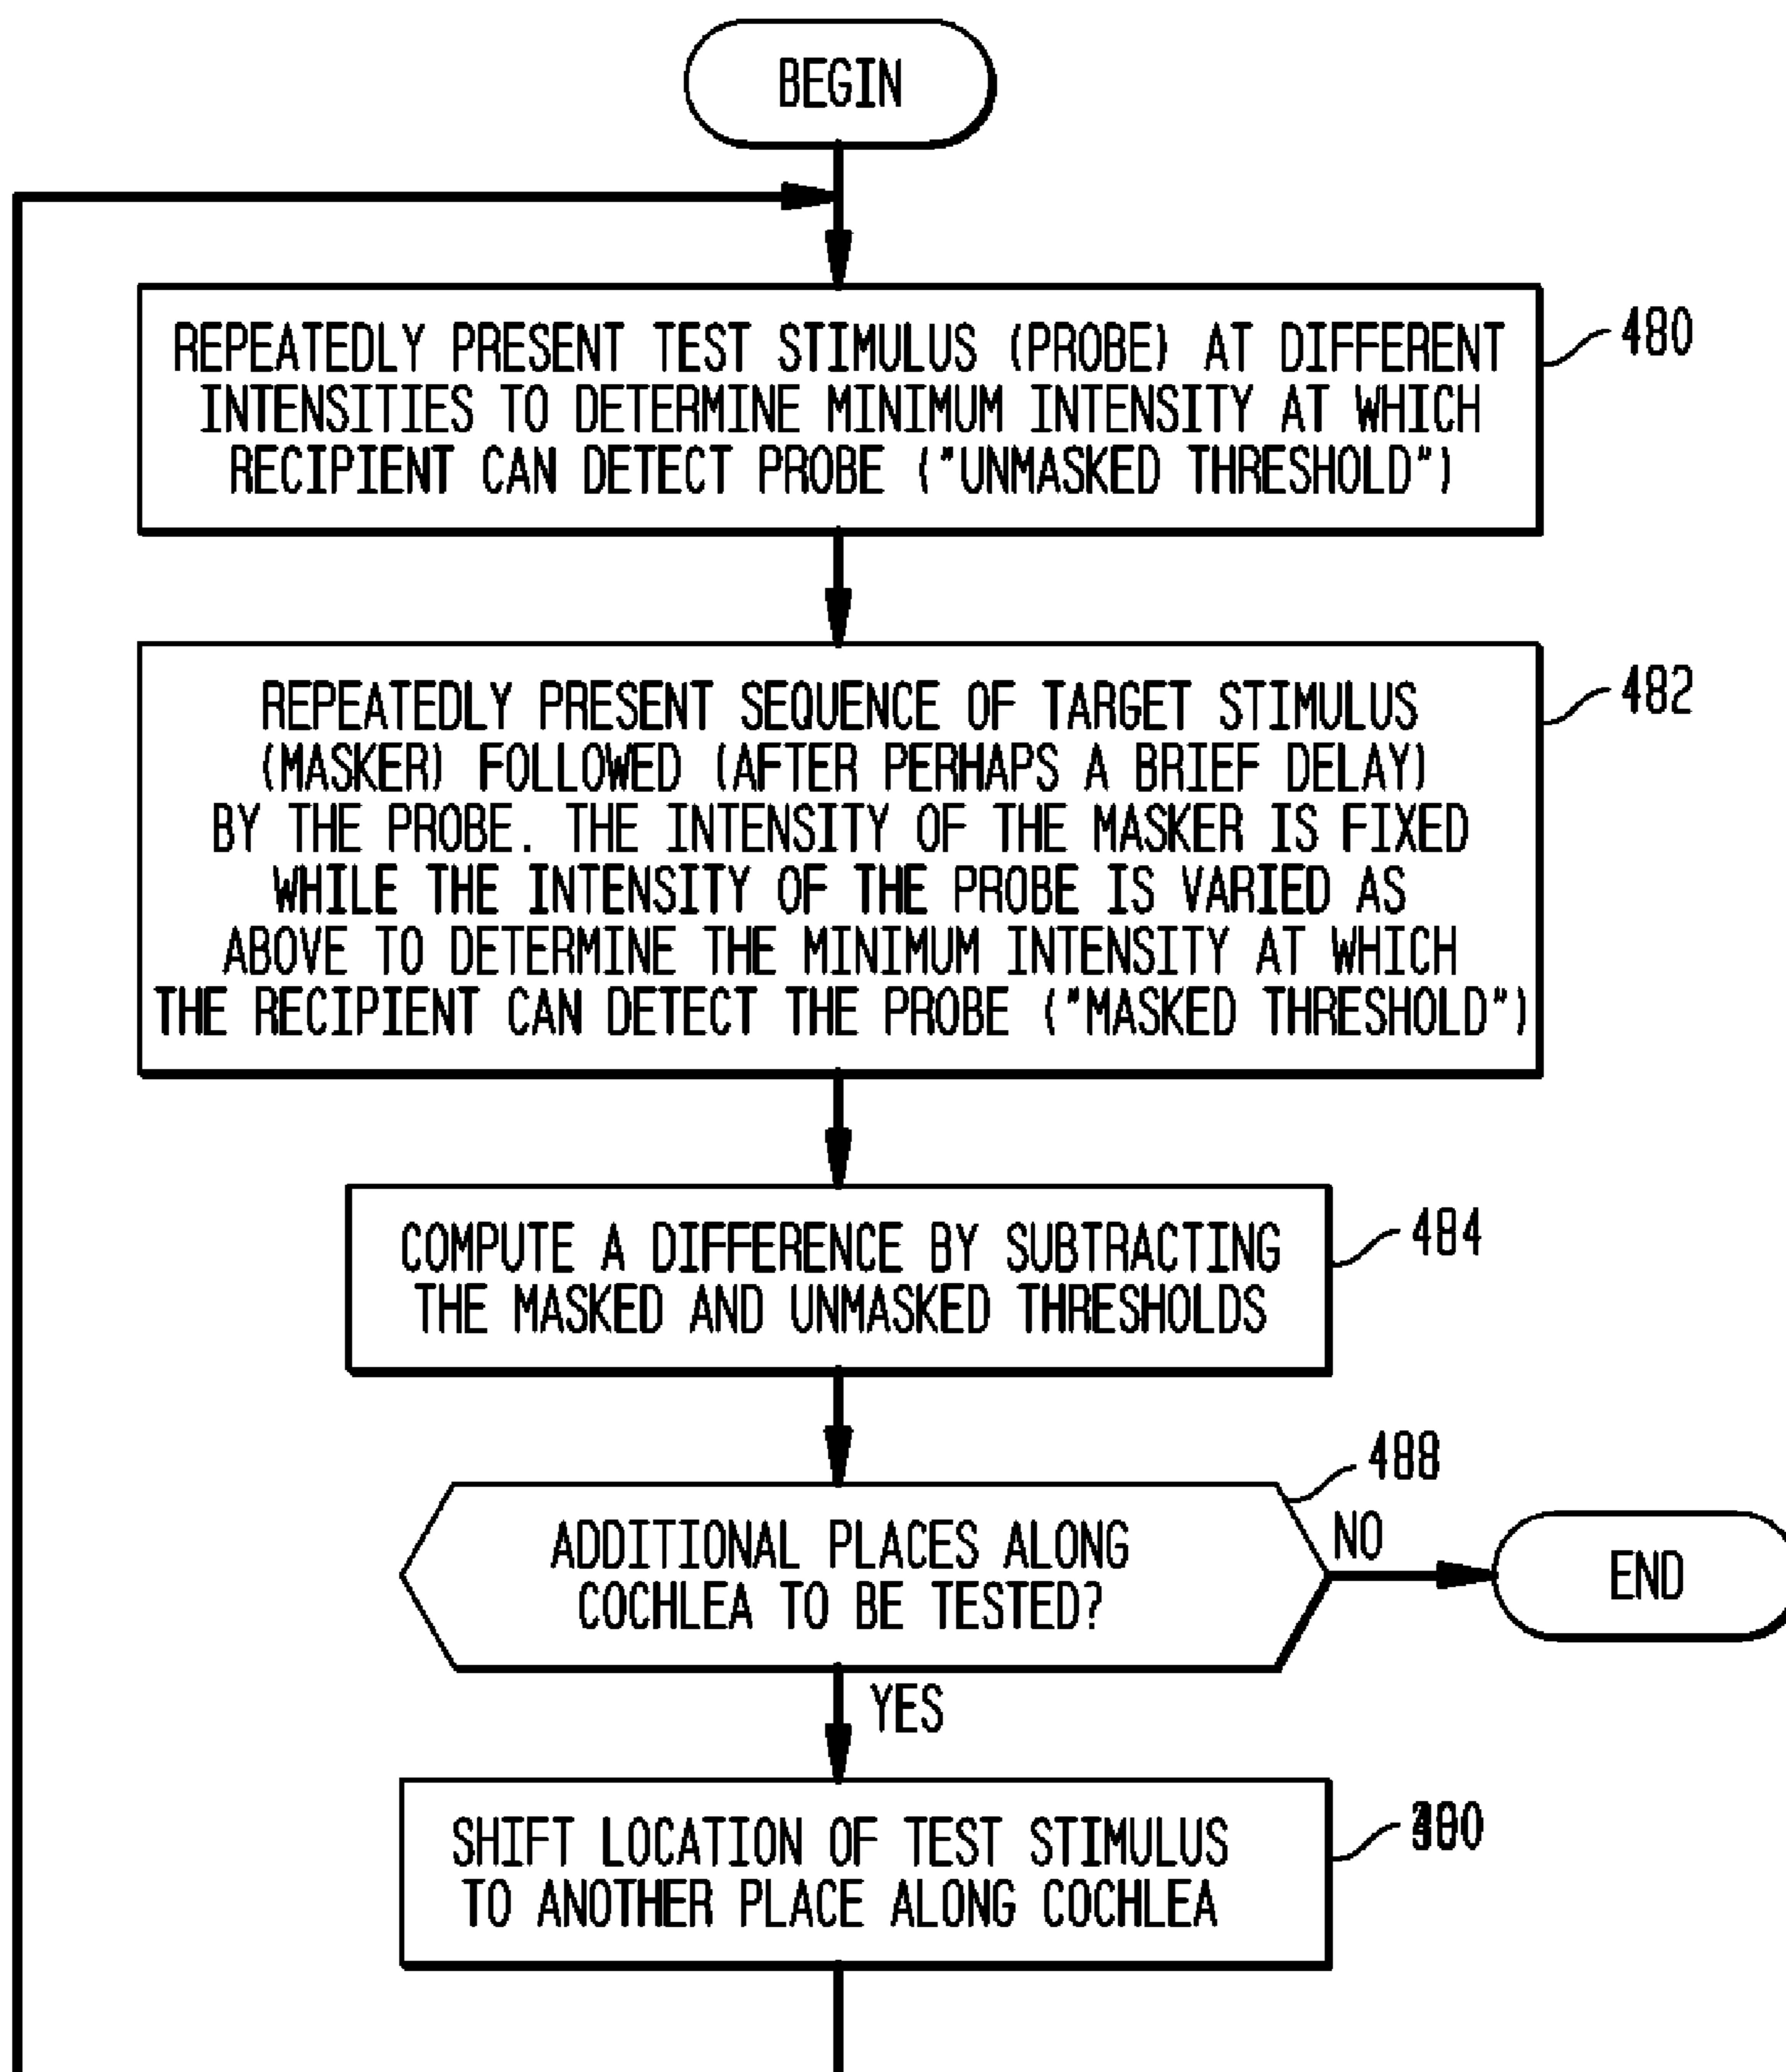 BEGIN
REPEATEDLY PRESENT TEST STIMULUS (PROBE) AT DIFFERENT
INTENSITIES TO DETERMINE MINIMUM INTENSITY AT WHICH
RECIPIENT CAN DETECT PROBE ("UNMASKED THRESHOLD")
480
REPEATEDLY PRESENT SEQUENCE OF TARGET STIMULUS
(MASKER) FOLLOWED (AFTER PERHAPS A BRIEF DELAY)
BY THE PROBE. THE INTENSITY OF THE MASKER IS FIXED
WHILE THE INTENSITY OF THE PROBE IS VARIED AS
ABOVE TO DETERMINE THE MINIMUM INTENSITY AT WHICH
THE RECIPIENT CAN DETECT THE PROBE ("MASKED THRESHOLD")
482
COMPUTE A DIFFERENCE BY SUBTRACTING
THE MASKED AND UNMASKED THRESHOLDS
484
488
ADDITIONAL PLACES ALONG
COCHLEA TO BE TESTED?
NO
END
YES
SHIFT LOCATION OF TEST STIMULUS
TO ANOTHER PLACE ALONG COCHLEA